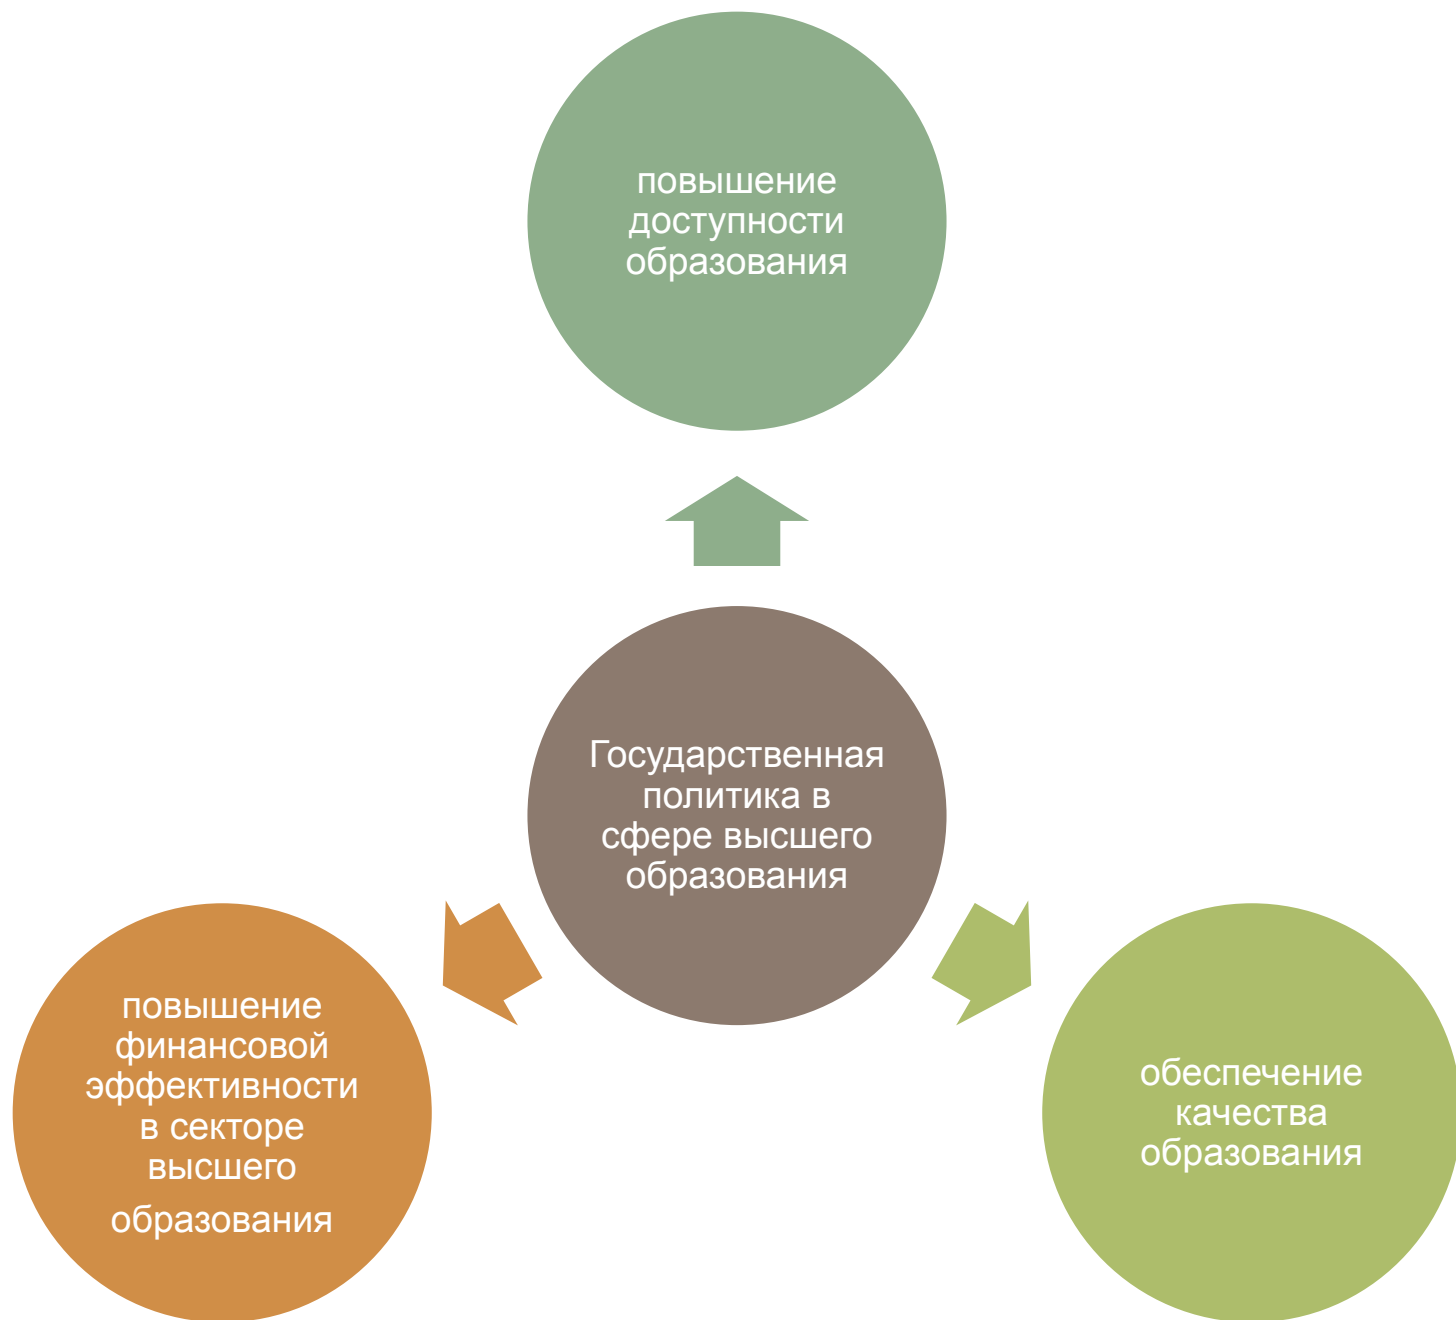 повышение
доступности
образования
Государственная
политика в
сфере высшего
образования
повышение
финансовой
эффективности
в секторе
высшего
образования
обеспечение
качества
образования